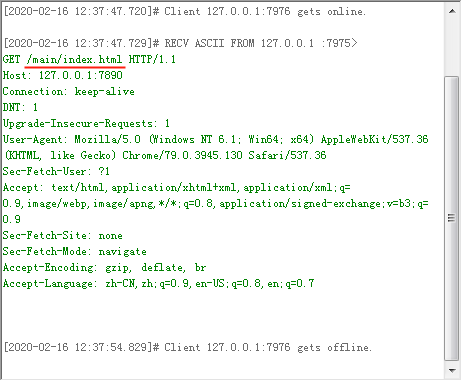 [2020-02-16 12:37:47.720]# Client 127.0.0.1:7976 gets online.
[2020-02-16 12:37:47.729]# RECV ASCII FROM 127.0.0.1 :7975>
GET /main/index.html HTTP/1.1
Host: 127.0.0.1:7890
Connection: keep-alive
DNT: 1
Upgrade-Insecure-Requests: 1
User-Agent: Mozilla/5.0 (Windows NT 6.1; Win64; x64) AppleWebKit/537.36
(KHTML, like Gecko) Chrome/79.0.3945.130 Safari/537.36
Sec-Fetch-User: ?1
Accept: text/html,application/xhtml+xml,application/xml;q=
0.9,image/webp,image/apng,*/*;q=0.8,application/signed-exchange;v=b3;q=
0.9
Sec-Fetch-Site: none
Sec-Fetch-Mode: navigate
Accept-Encoding: gzip, deflate, br
Accept-Language: zh-CN,zh;q=0.9,en-US;q=0.8,en;q=0.7
[2020-02-16 12:37:54.829]# Client 127.0.0.1:7976 gets offline.